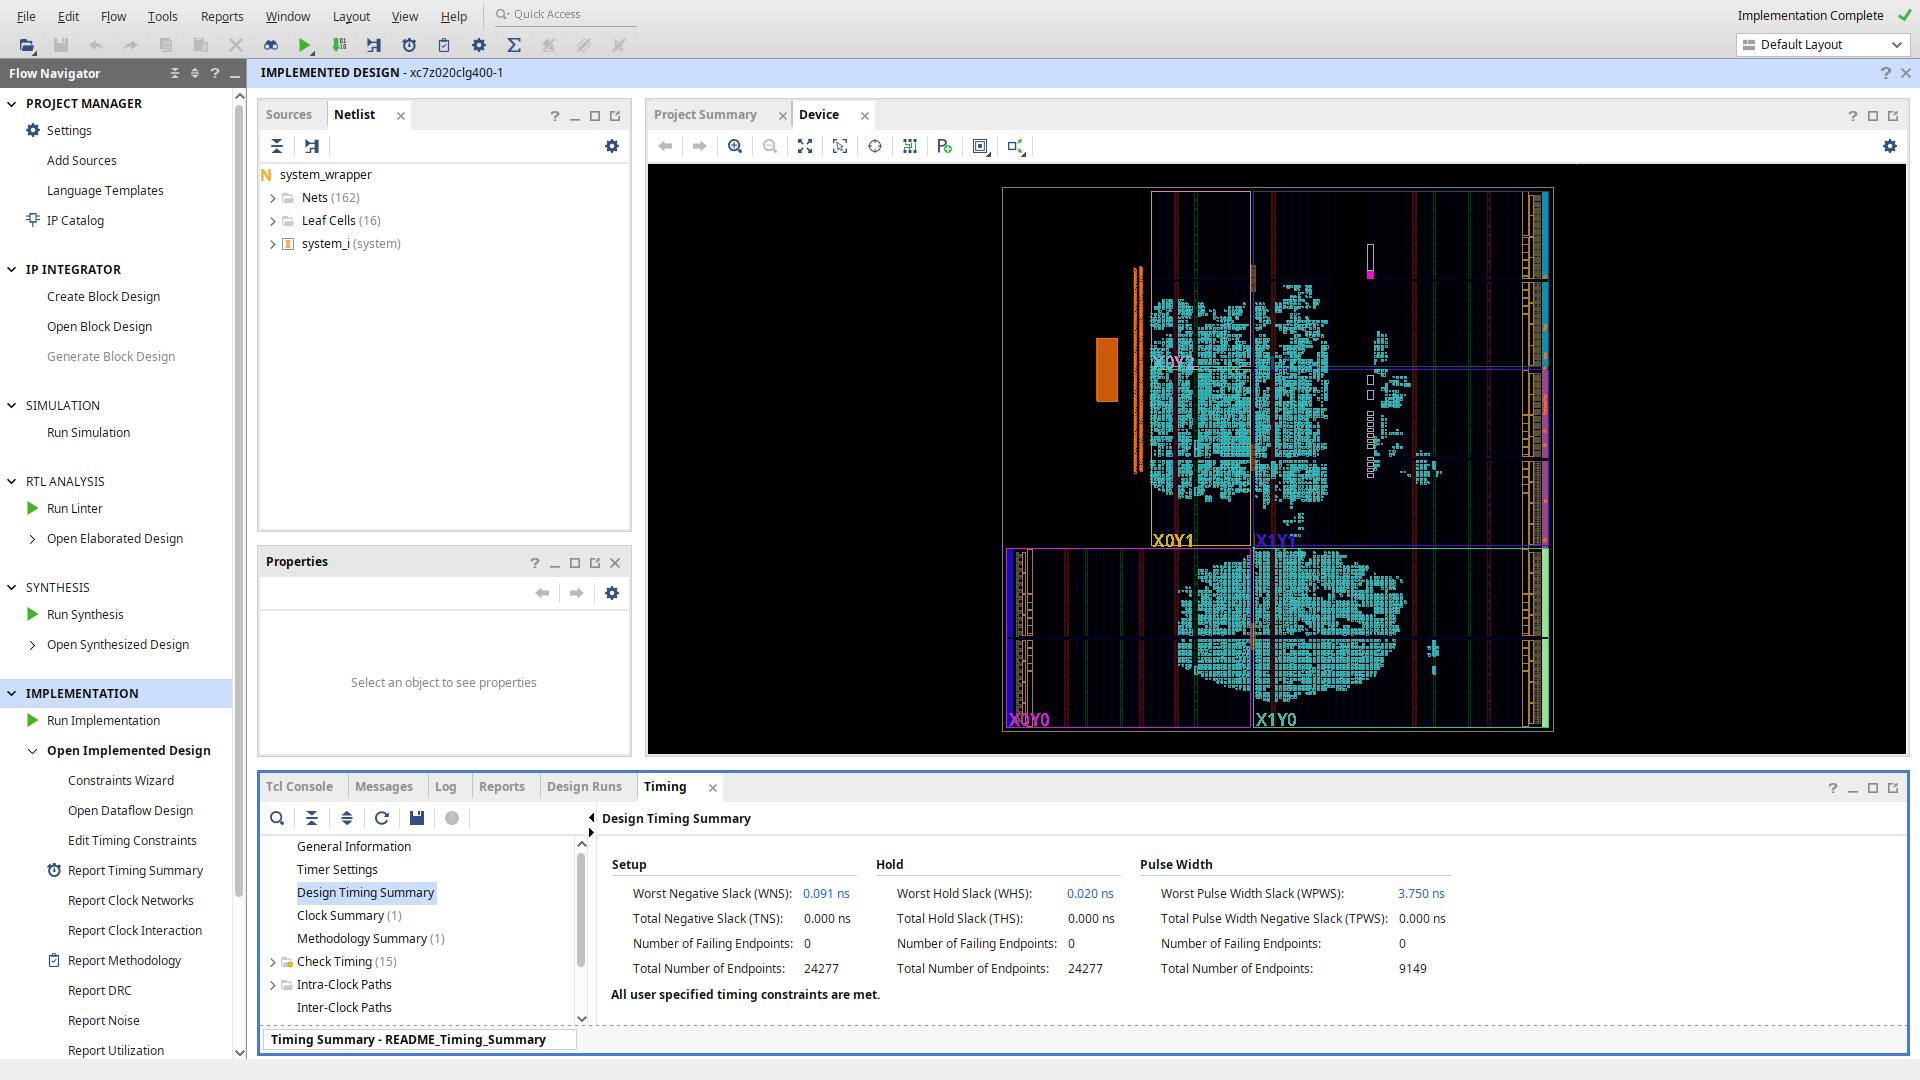 File Edit Flow Tools Reports Window Layout View Help Quick Access Implementation Complete
Default Layout
Flow Navigator
IMPLEMENTED DESIGN - xc7z020clg400-1
PROJECT MANAGER
Settings
Add Sources
Language Templates
IP Catalog
IP INTEGRATOR
Create Block Design
Open Block Design
Generate Block Design
SIMULATION
Run Simulation
RTL ANALYSIS
Run Linter
Open Elaborated Design
SYNTHESIS
Run Synthesis
Open Synthesized Design
IMPLEMENTATION
Run Implementation
Open Implemented Design
Constraints Wizard
Open Dataflow Design
Edit Timing Constraints
Report Timing Summary
Report Clock Networks
Report Clock Interaction
Report Methodology
Report DRC
Report Noise
Report Utilization
Sources Netlist
system_wrapper
Nets (162)
Leaf Cells (16)
system_i (system)
Properties
Select an object to see properties
Project Summary Device
X0Y1 X1Y1
X0Y0 X1Y0
Tcl Console Messages Log Reports Design Runs Timing
General Information
Timer Settings
Design Timing Summary
Clock Summary (1)
Methodology Summary (1)
Check Timing (15)
Intra-Clock Paths
Inter-Clock Paths
Design Timing Summary
Setup Hold Pulse Width
Worst Negative Slack (WNS): 0.091 ns Worst Hold Slack (WHS): 0.020 ns Worst Pulse Width Slack (WPWS): 3.750 ns
Total Negative Slack (TNS): 0.000 ns Total Hold Slack (THS): 0.000 ns Total Pulse Width Negative Slack (TPWS): 0.000 ns
Number of Failing Endpoints: 0 Number of Failing Endpoints: 0 Number of Failing Endpoints: 0
Total Number of Endpoints: 24277 Total Number of Endpoints: 24277 Total Number of Endpoints: 9149
All user specified timing constraints are met.
Timing Summary - README_Timing_Summary